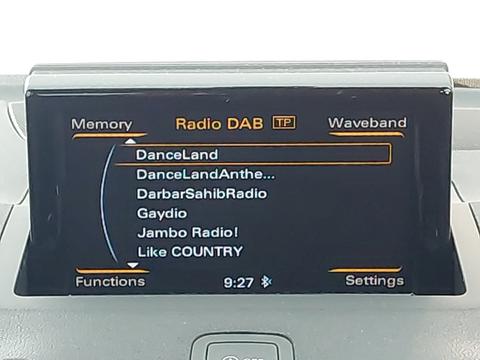 Memory Radio DAB TP Waveband
DanceLand
DanceLandAnthe...
DarbarSahibRadio
Gaydio
Jambo Radio!
Like COUNTRY
Functions 9:27 Settings